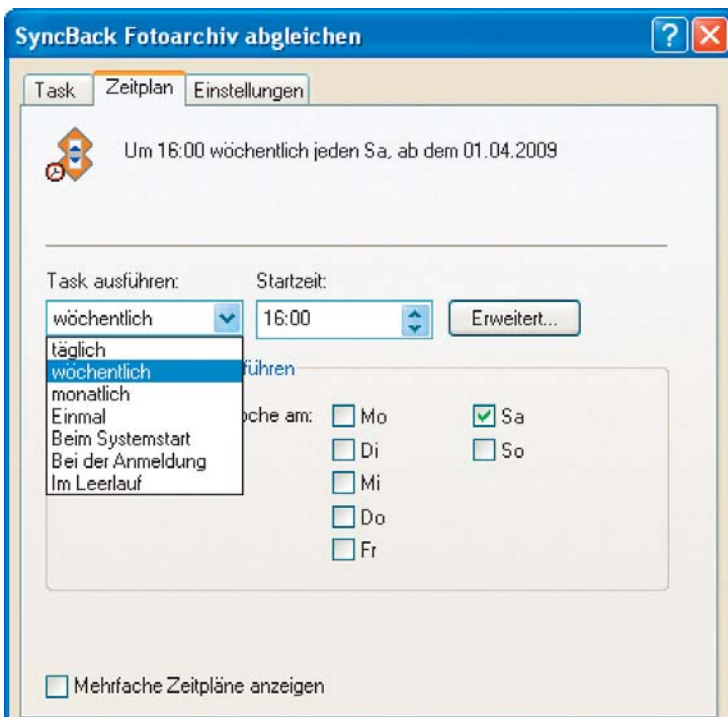 SyncBack Fotoarchiv abgleichen
Task Zeitplan Einstellungen
Um 16:00 wöchentlich jeden Sa, ab dem 01.04.2009
Task ausführen: Startzeit:
wöchentlich 16:00 Erweitert...
täglich
wöchentlich
monatlich
Einmal
Beim Systemstart
Bei der Anmeldung
Im Leerlauf
am:
Mo Sa
Di So
Mi
Do
Fr
Mehrfache Zeitpläne anzeigen